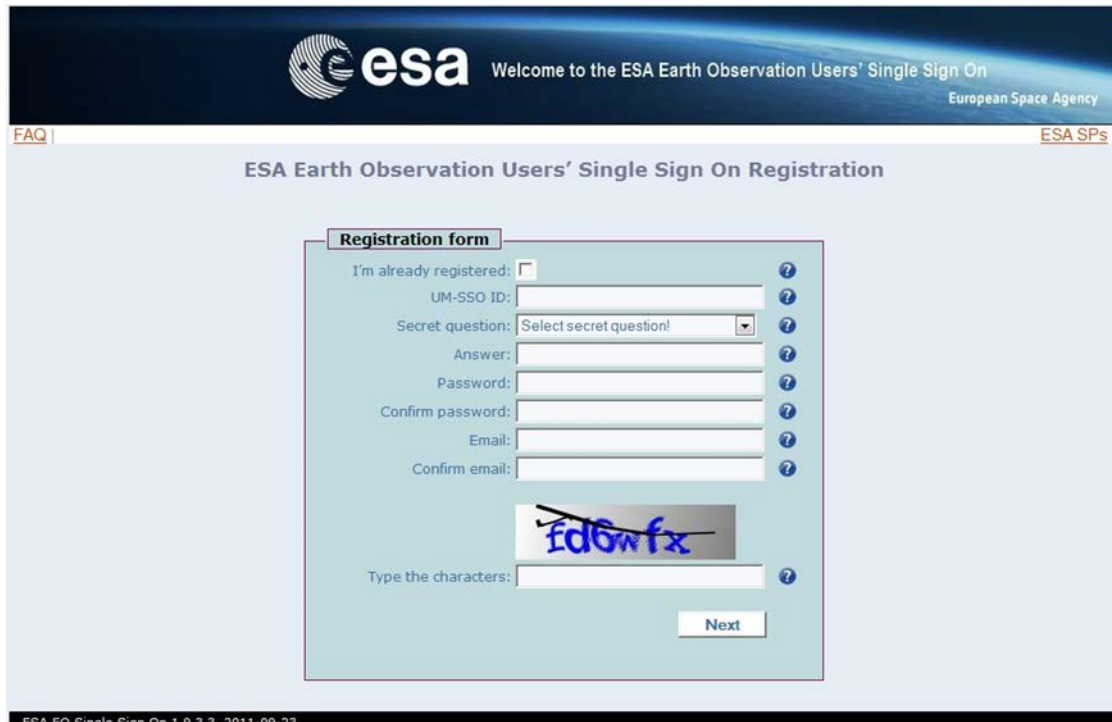 esa
Welcome to the ESA Earth Observation Users' Single Sign On
European Space Agency
FAQ |
ESA SPs
ESA Earth Observation Users' Single Sign On Registration
Registration form
I'm already registered:
UM-SSO ID:
Secret question: Select secret question!
Answer:
Password:
Confirm password:
Email:
Confirm email:
fd6wfx
Type the characters:
Next
ESA EO Single Sign On 1.9.3.3, 2011-09-23